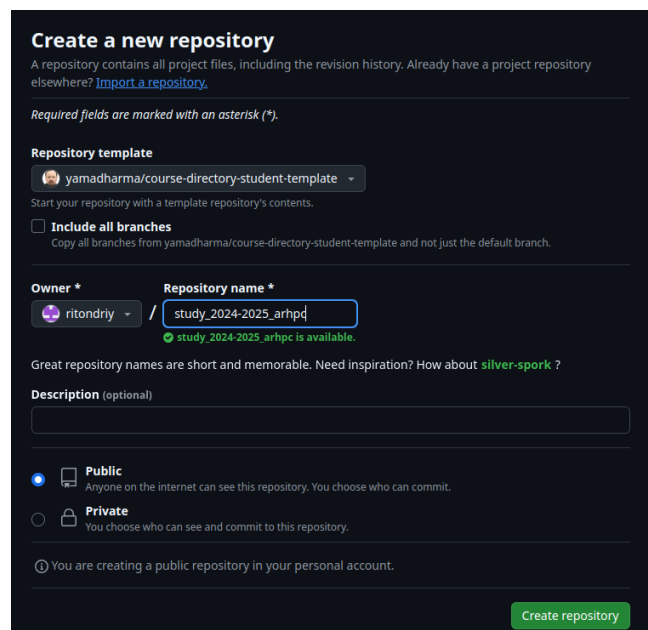 Create a new repository
A repository contains all project files, including the revision history. Already have a project repository
elsewhere? Import a repository.
Required fields are marked with an asterisk (*).
Repository template
yamadharma/course-directory-student-template
Start your repository with a template repository's contents.
Include all branches
Copy all branches from yamadharma/course-directory-student-template and not just the default branch.
Owner * Repository name *
ritondriy / study_2024-2025_arhpc
study_2024-2025_arhpc is available.
Great repository names are short and memorable. Need inspiration? How about silver-spork ?
Description (optional)
Public
Anyone on the internet can see this repository. You choose who can commit.
Private
You choose who can see and commit to this repository.
You are creating a public repository in your personal account.
Create repository